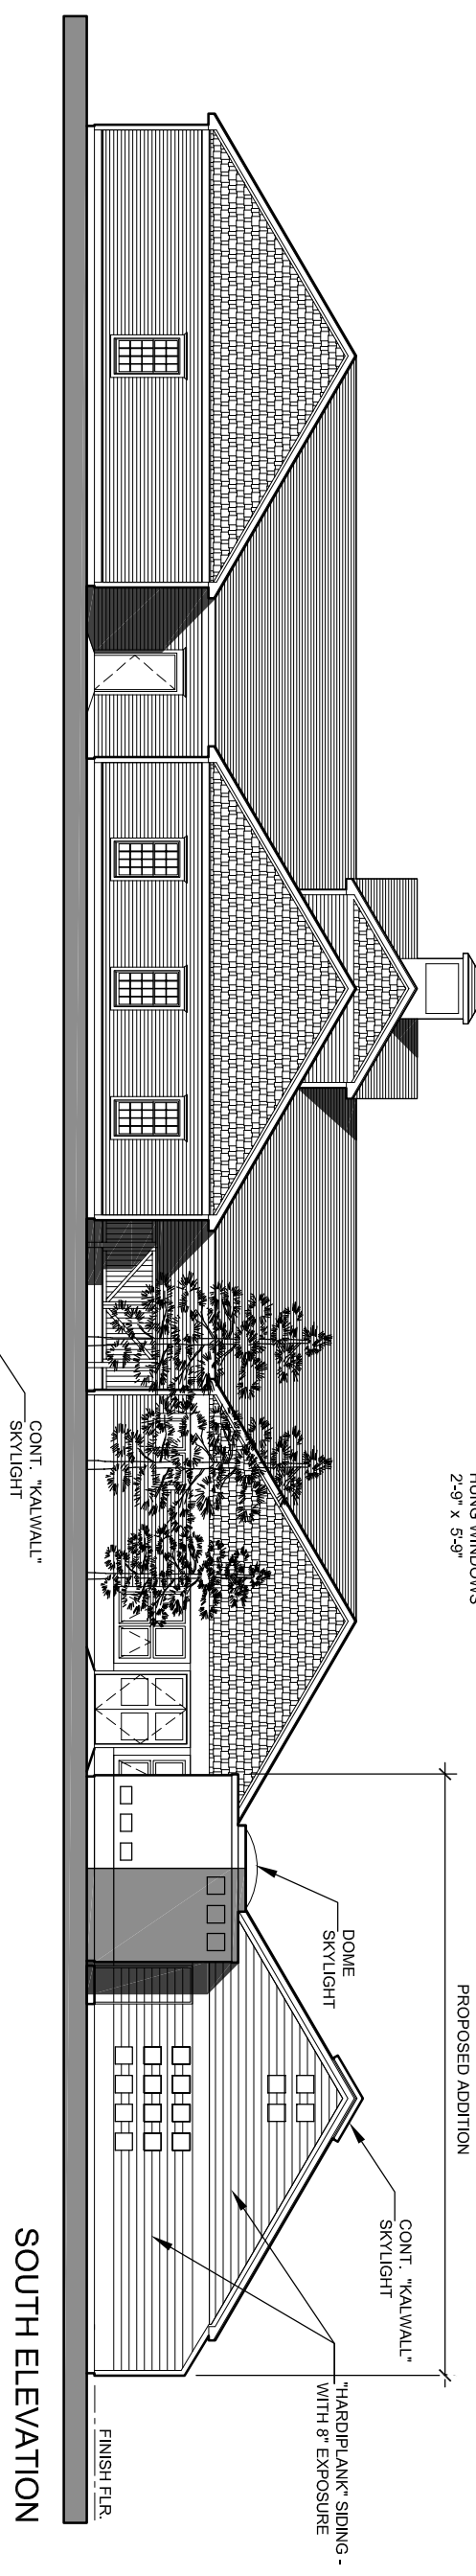 HUNG WINDOWS
2'-9" x 5'-9"
PROPOSED ADDITION
DOME
SKYLIGHT
CONT. "KALWALL"
SKYLIGHT
"HARDIPLANK" SIDING -
WITH 8" EXPOSURE
FINISH FLR.
SOUTH ELEVATION
CONT. "KALWALL"
SKYLIGHT